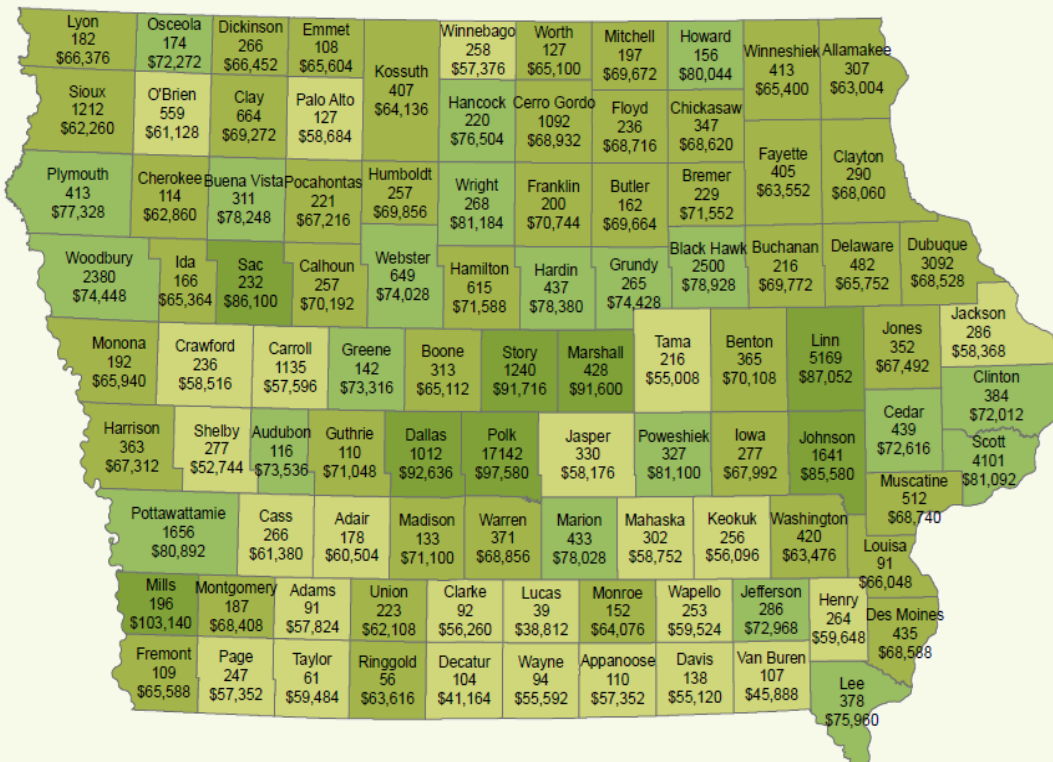 Lyon
182
$66,376
Osceola
174
$72,272
Dickinson
266
$66,452
Emmet
108
$65,604
Kossuth
407
$64,136
Winnebago
258
$57,376
Worth
127
$65,100
Mitchell
197
$69,672
Howard
156
$80,044
Winneshiek
413
$65,400
Allamakee
307
$63,004
Sioux
1212
$62,260
O'Brien
559
$61,128
Clay
664
$69,272
Palo Alto
127
$58,684
Hancock
220
$76,504
Cerro Gordo
1092
$68,932
Floyd
236
$68,716
Chickasaw
347
$68,620
Fayette
405
$63,552
Clayton
290
$68,060
Plymouth
413
$77,328
Cherokee
114
$62,860
Buena Vista
311
$78,248
Pocahontas
221
$67,216
Humboldt
257
$69,856
Wright
268
$81,184
Franklin
200
$70,744
Butler
162
$69,664
Bremer
229
$71,552
Woodbury
2380
$74,448
Ida
166
$65,364
Sac
232
$86,100
Calhoun
257
$70,192
Webster
649
$74,028
Hamilton
615
$71,588
Hardin
437
$78,380
Grundy
265
$74,428
Black Hawk
2500
$78,928
Buchanan
216
$69,772
Delaware
482
$65,752
Dubuque
3092
$68,528
Monona
192
$65,940
Crawford
236
$58,516
Carroll
1135
$57,596
Greene
142
$73,316
Boone
313
$65,112
Story
1240
$91,716
Marshall
428
$91,600
Tama
216
$55,008
Benton
365
$70,108
Linn
5169
$87,052
Jones
352
$67,492
Jackson
286
$58,368
Clinton
384
$72,012
Harrison
363
$67,312
Shelby
277
$52,744
Audubon
116
$73,536
Guthrie
110
$71,048
Dallas
1012
$92,636
Polk
17142
$97,580
Jasper
330
$58,176
Poweshiek
327
$81,100
Iowa
277
$67,992
Johnson
1641
$85,580
Cedar
439
$72,616
Scott
4101
$81,092
Muscatine
512
$68,740
Pottawattamie
1656
$80,892
Cass
266
$61,380
Adair
178
$60,504
Madison
133
$71,100
Warren
371
$68,856
Marion
433
$78,028
Mahaska
302
$58,752
Keokuk
256
$56,096
Washington
420
$63,476
Louisa
91
$66,048
Mills
196
$103,140
Montgomery
187
$68,408
Adams
91
$57,824
Union
223
$62,108
Clarke
92
$56,260
Lucas
39
$38,812
Monroe
152
$64,076
Wapello
253
$59,524
Jefferson
286
$72,968
Henry
264
$59,648
Des Moines
435
$68,588
Fremont
109
$65,588
Page
247
$57,352
Taylor
61
$59,484
Ringgold
56
$63,616
Decatur
104
$41,164
Wayne
94
$55,592
Appanoose
110
$57,352
Davis
138
$55,120
Van Buren
107
$45,888
Lee
378
$75,960